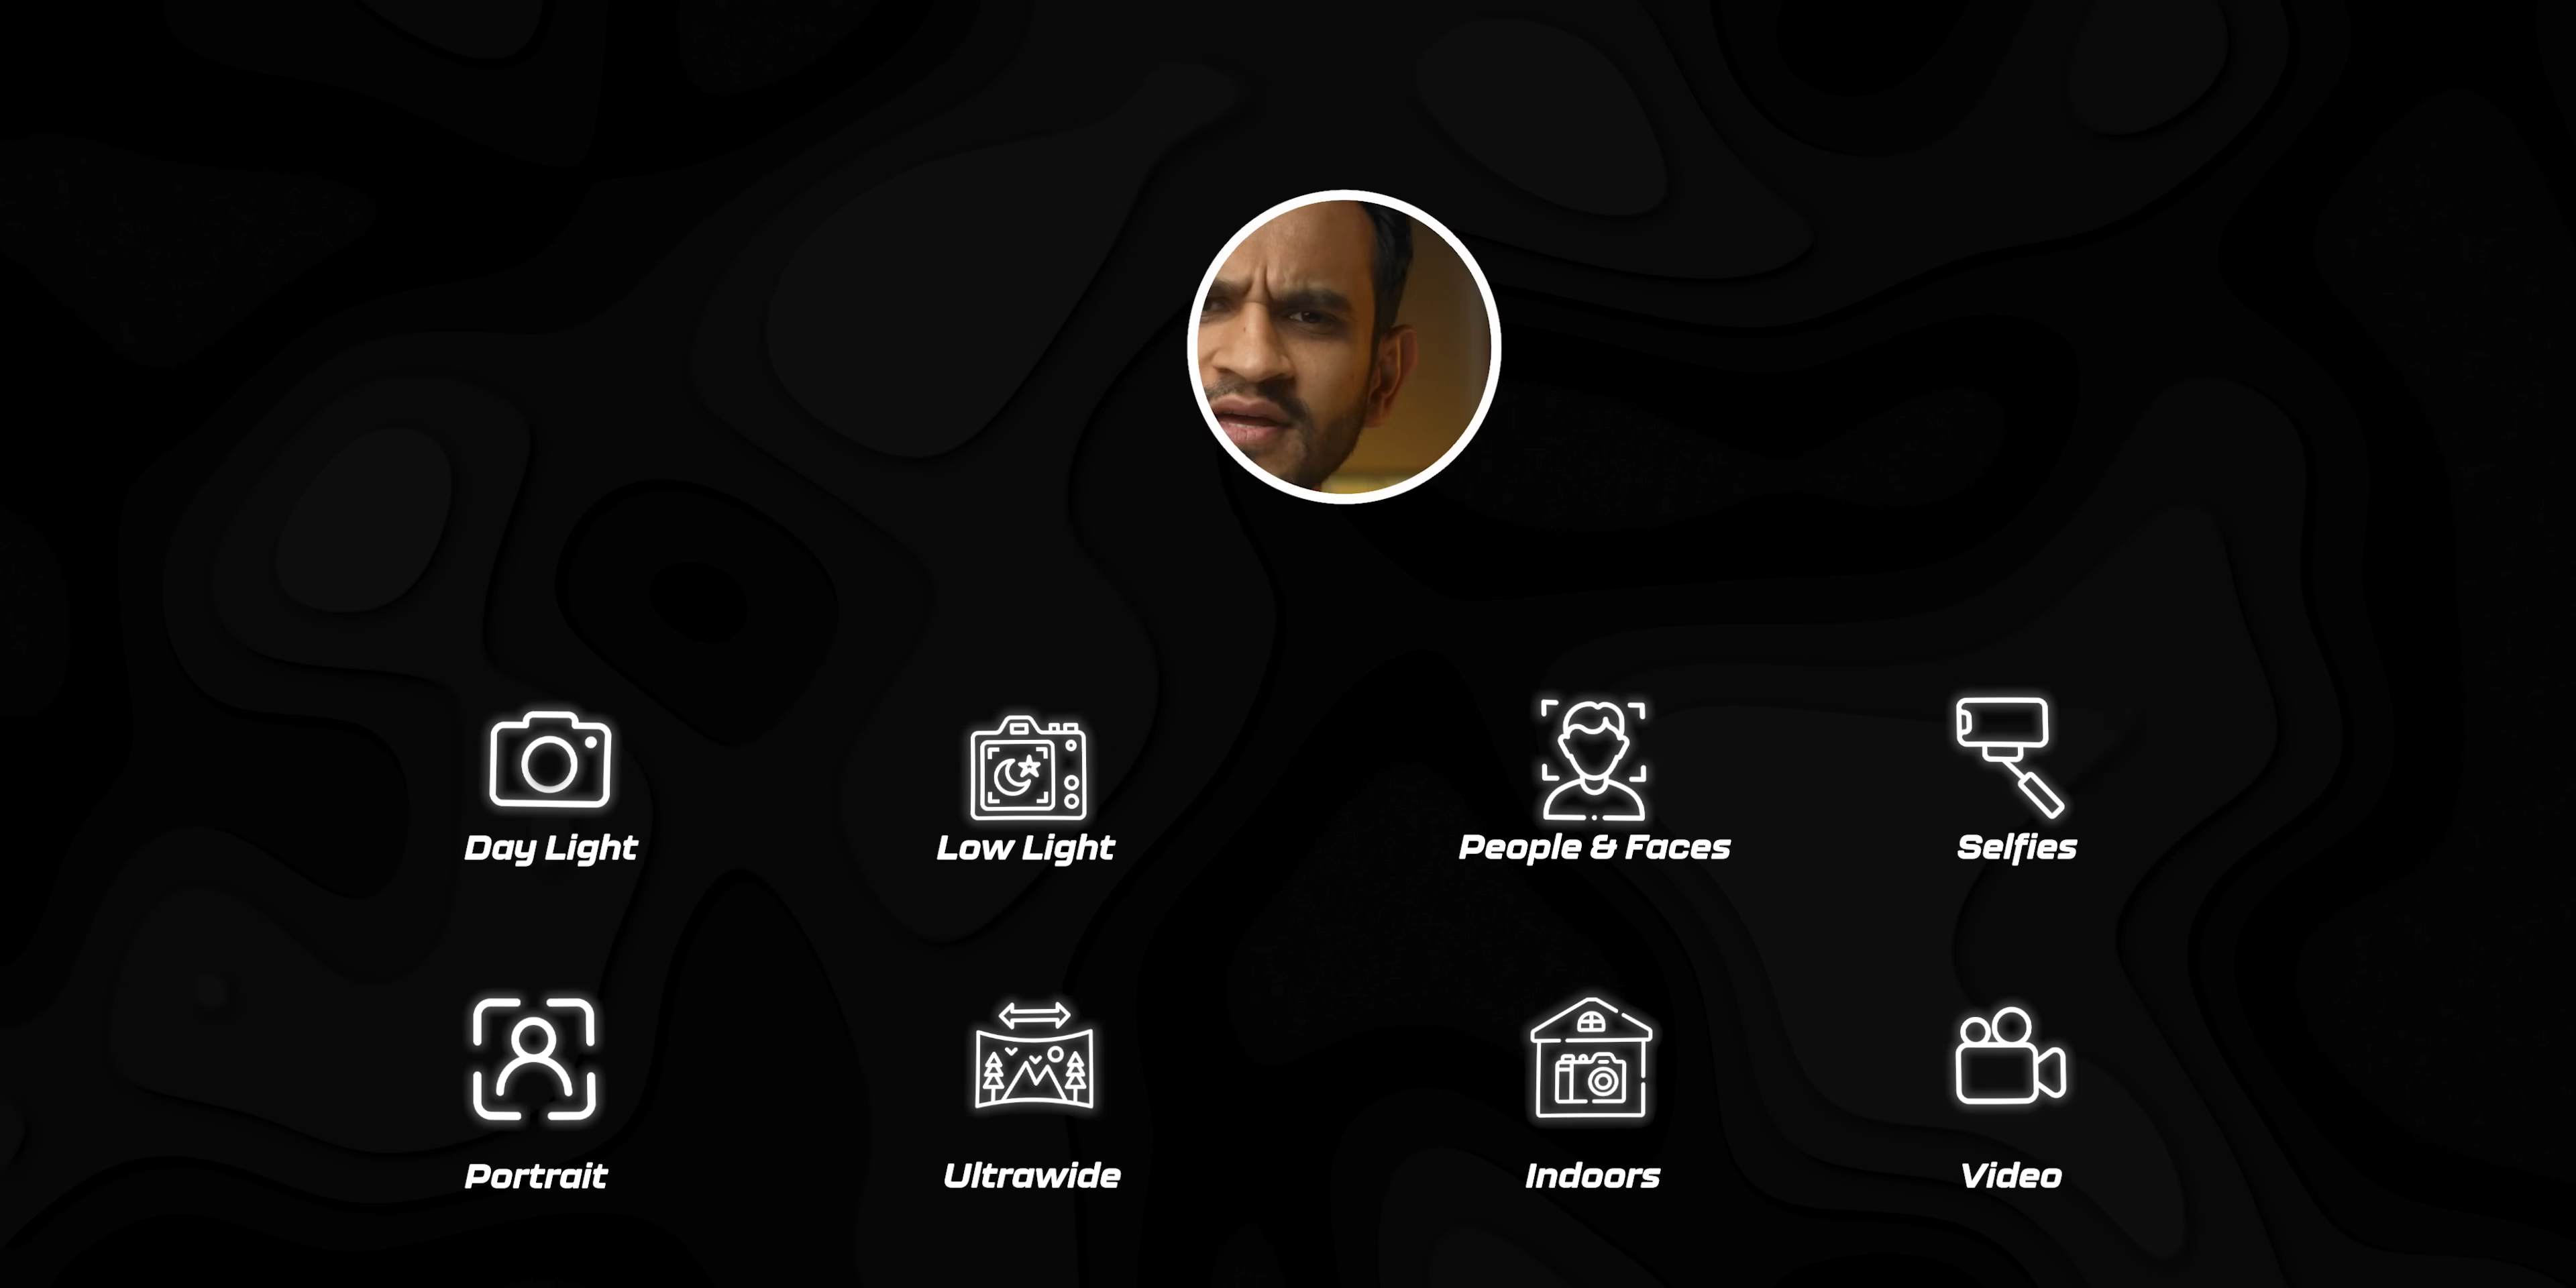 Day Light
Low Light
People & Faces
Selfies
Portrait
Ultrawide
Indoors
Video